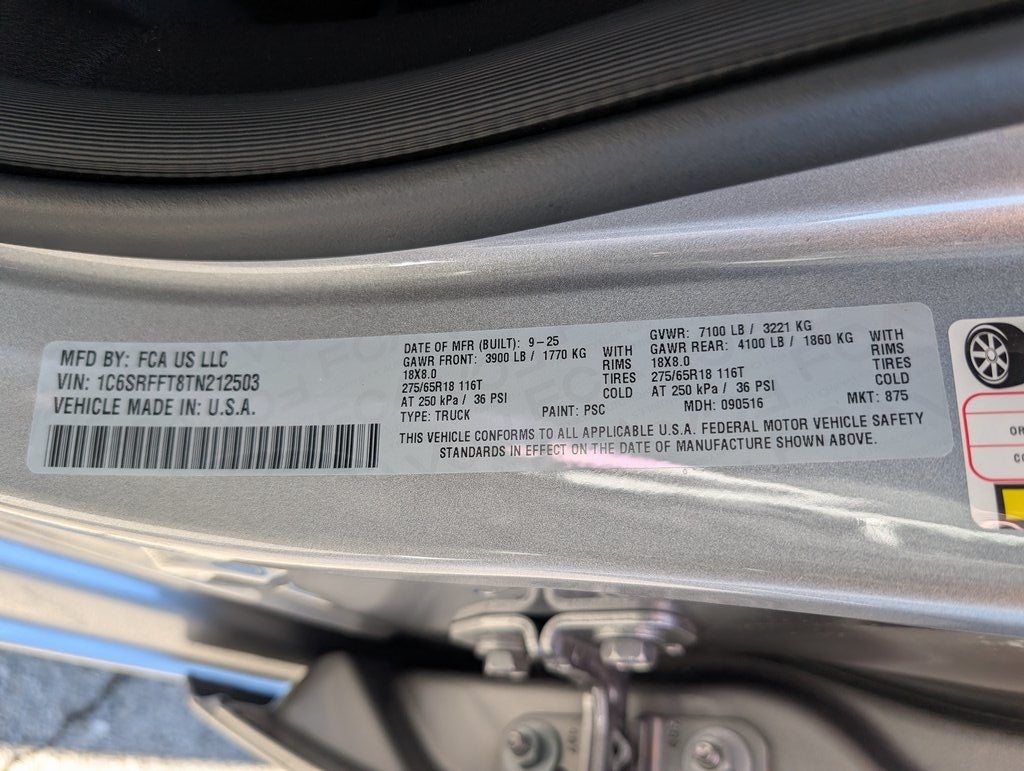 MFD BY: FCA US LLC
VIN: 1C6SRFFT8TN212503
VEHICLE MADE IN: U.S.A.
DATE OF MFR (BUILT): 9-25
GAWR FRONT: 3900 LB / 1770 KG WITH
18X8.0 RIMS
275/65R18 116T TIRES
AT 250 kPa / 36 PSI COLD
TYPE: TRUCK PAINT: PSC
GVWR: 7100 LB / 3221 KG
GAWR REAR: 4100 LB / 1860 KG WITH
18X8.0 RIMS
275/65R18 116T TIRES
AT 250 kPa / 36 PSI COLD
MDH: 090516 MKT: 875
THIS VEHICLE CONFORMS TO ALL APPLICABLE U.S.A. FEDERAL MOTOR VEHICLE SAFETY
STANDARDS IN EFFECT ON THE DATE OF MANUFACTURE SHOWN ABOVE.